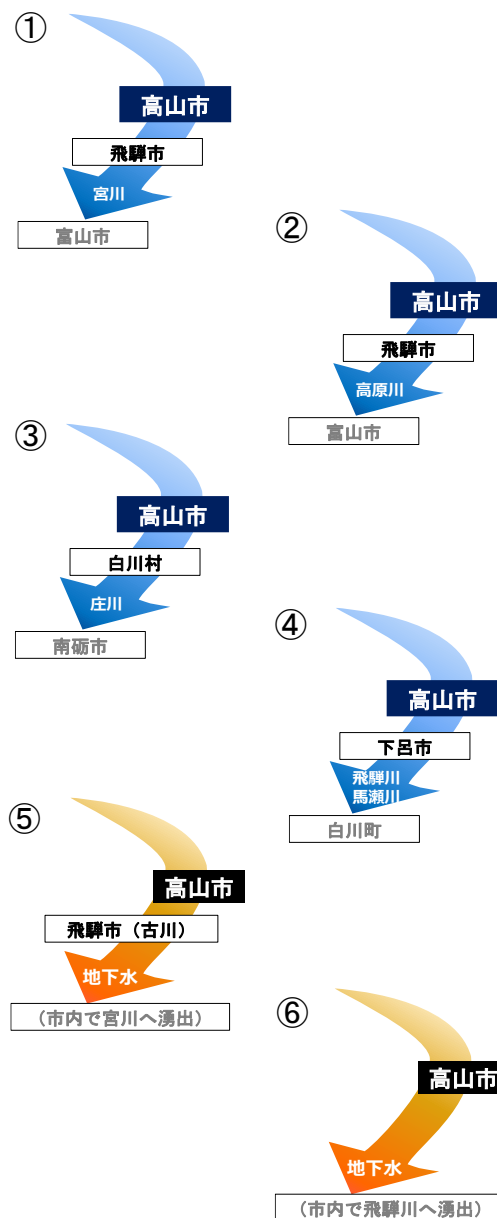 ①
高山市
飛騨市
宮川
富山市
②
高山市
飛騨市
高原川
富山市
③
高山市
白川村
庄川
南砺市
④
高山市
下呂市
飛騨川
馬瀬川
白川町
⑤
高山市
飛騨市（古川）
地下水
（市内で宮川へ湧出）
⑥
高山市
地下水
（市内で飛騨川へ湧出）